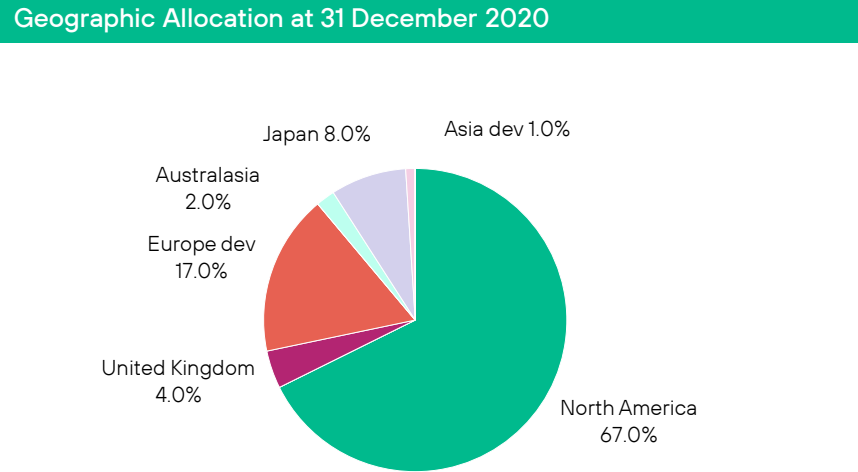 Geographic Allocation at 31 December 2020
Asia dev 1.0%
Japan 8.0%
Australasia
2.0%
Europe dev
17.0%
United Kingdom
4.0%
North America
67.0%